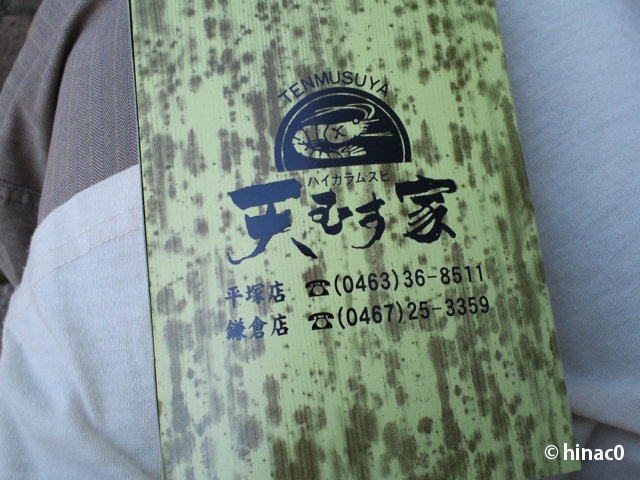 TENMUSUYA
ハイカラムスビ
天むす家
平塚店 ☎(0463)36-8511
鎌倉店 ☎(0467)25-3359
© hinac0